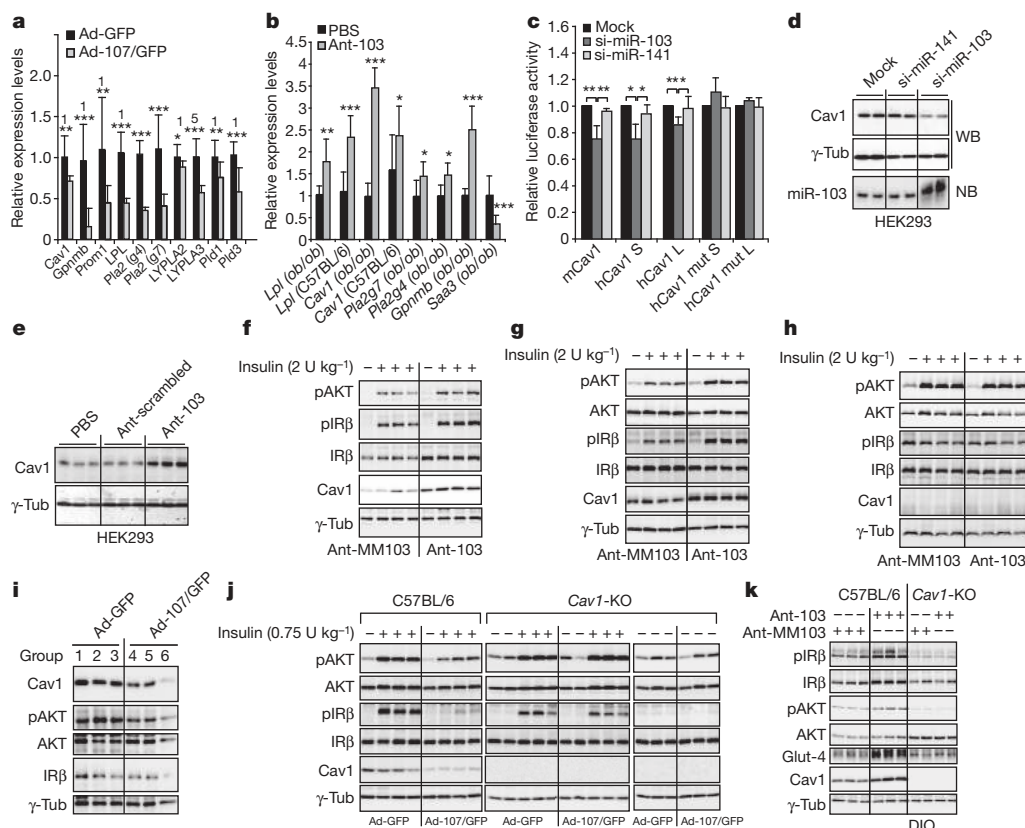 a
Ad-GFP
Ad-107/GFP
Relative expression levels
2.0
1.5
1.0
0.5
0
1 ** 1 *** 1 ** 1 *** *** *** 1 * 5 *** 1 ** 1 ***
Cav1
Gpnmb
Prom1
LPL
Pla2 (g4)
Pla2 (g7)
LYPLA2
LYPLA3
Pld1
Pld3
b
PBS
Ant-103
Relative expression levels
4.5
4
3.5
3
2.5
2
1.5
1
0.5
0
** *** *** * * * *** ***
Lpl (ob/ob)
Lpl (C57BL/6)
Cav1 (ob/ob)
Cav1 (C57BL/6)
Pla2g7 (ob/ob)
Pla2g4 (ob/ob)
Gpnmb (ob/ob)
Saa3 (ob/ob)
c
Mock
si-miR-103
si-miR-141
Relative luciferase activity
1.4
1.2
1.0
0.8
0.6
0.4
0.2
0
** ** * * ** *
mCav1
hCav1 S
hCav1 L
hCav1 mut S
hCav1 mut L
d
Mock
si-miR-141
si-miR-103
Cav1
γ-Tub
WB
miR-103
NB
HEK293
e
PBS
Ant-scrambled
Ant-103
Cav1
γ-Tub
HEK293
f
Insulin (2 U kg⁻¹) – + + + – + + +
pAKT
pIRβ
IRβ
Cav1
γ-Tub
Ant-MM103 Ant-103
g
Insulin (2 U kg⁻¹) – + + + – + + +
pAKT
AKT
pIRβ
IRβ
Cav1
γ-Tub
Ant-MM103 Ant-103
h
Insulin (2 U kg⁻¹) – + + + – + + +
pAKT
AKT
pIRβ
IRβ
Cav1
γ-Tub
Ant-MM103 Ant-103
i
Ad-GFP
Ad-107/GFP
Group
1 2 3 4 5 6
Cav1
pAKT
AKT
IRβ
γ-Tub
j
C57BL/6 Cav1-KO
Insulin (0.75 U kg⁻¹) – + + + – + + + – – + + + – – + + + – – – – – –
pAKT
AKT
pIRβ
IRβ
Cav1
γ-Tub
Ad-GFP Ad-107/GFP Ad-GFP Ad-107/GFP Ad-GFP Ad-107/GFP
k
C57BL/6 Cav1-KO
Ant-103 – – – + + + – – + +
Ant-MM103 + + + – – – + + – –
pIRβ
IRβ
pAKT
AKT
Glut-4
Cav1
γ-Tub
DIO